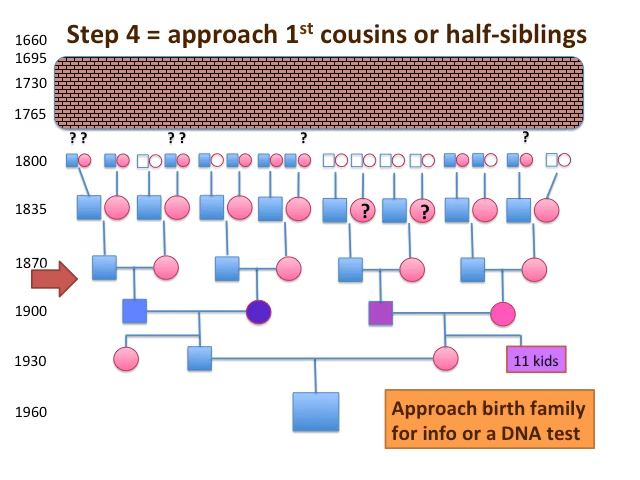 Step 4 = approach 1st cousins or half-siblings
1660
1695
1730
1765
? ? ? ? ? ?
1800
1835
? ?
1870
1900
1930
11 kids
1960
Approach birth family
for info or a DNA test